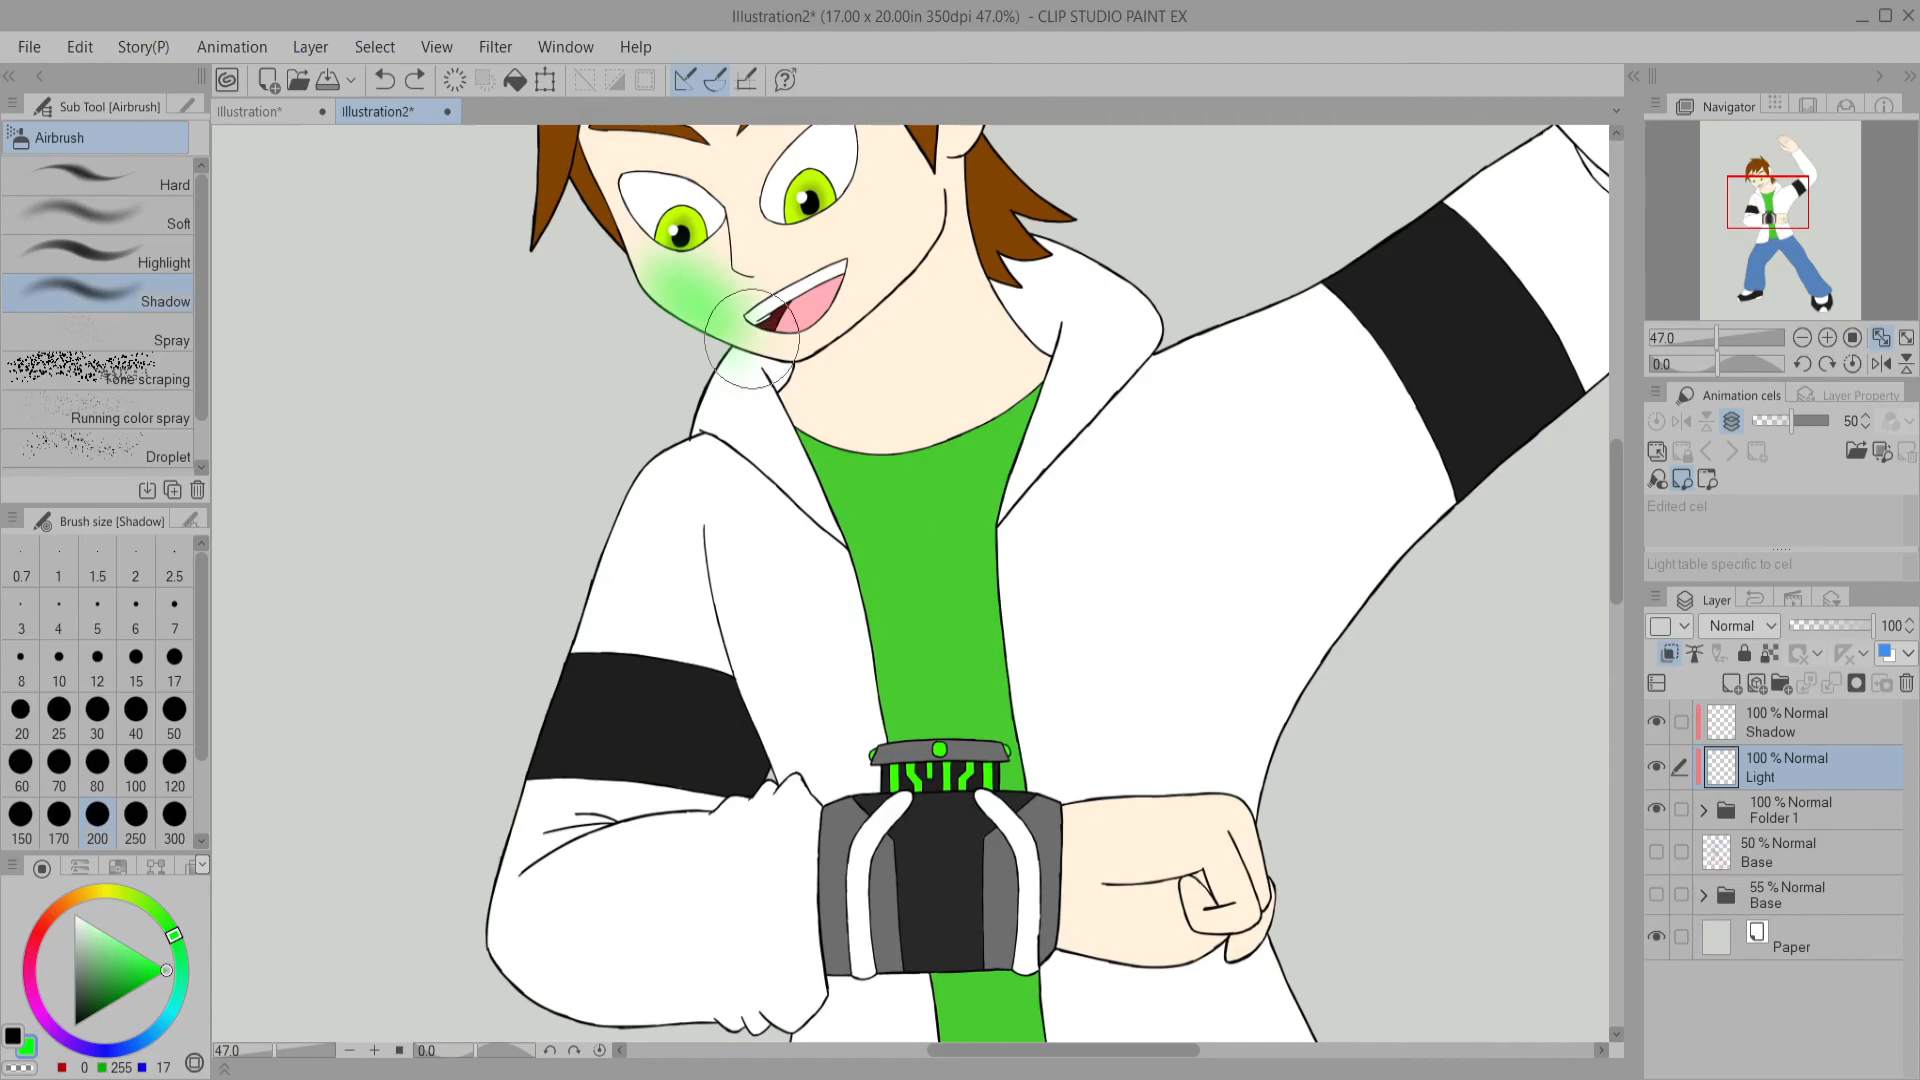 Illustration2* (17.00 x 20.00in 350dpi 47.0%) - CLIP STUDIO PAINT EX
File Edit Story(P) Animation Layer Select View Filter Window Help
Sub Tool [Airbrush]
Illustration* Illustration2*
Airbrush
Hard
Soft
Highlight
Shadow
Spray
Tone scraping
Running color spray
Droplet
Brush size [Shadow]
0.7 1 1.5 2 2.5
3 4 5 6 7
8 10 12 15 17
20 25 30 40 50
60 70 80 100 120
150 170 200 250 300
0 255 17
47.0 0.0
Navigator
47.0
0.0
Animation cels Layer Property
50
Edited cel
Light table specific to cel
Layer
Normal 100
100 % Normal
Shadow
100 % Normal
Light
100 % Normal
Folder 1
50 % Normal
Base
55 % Normal
Base
Paper